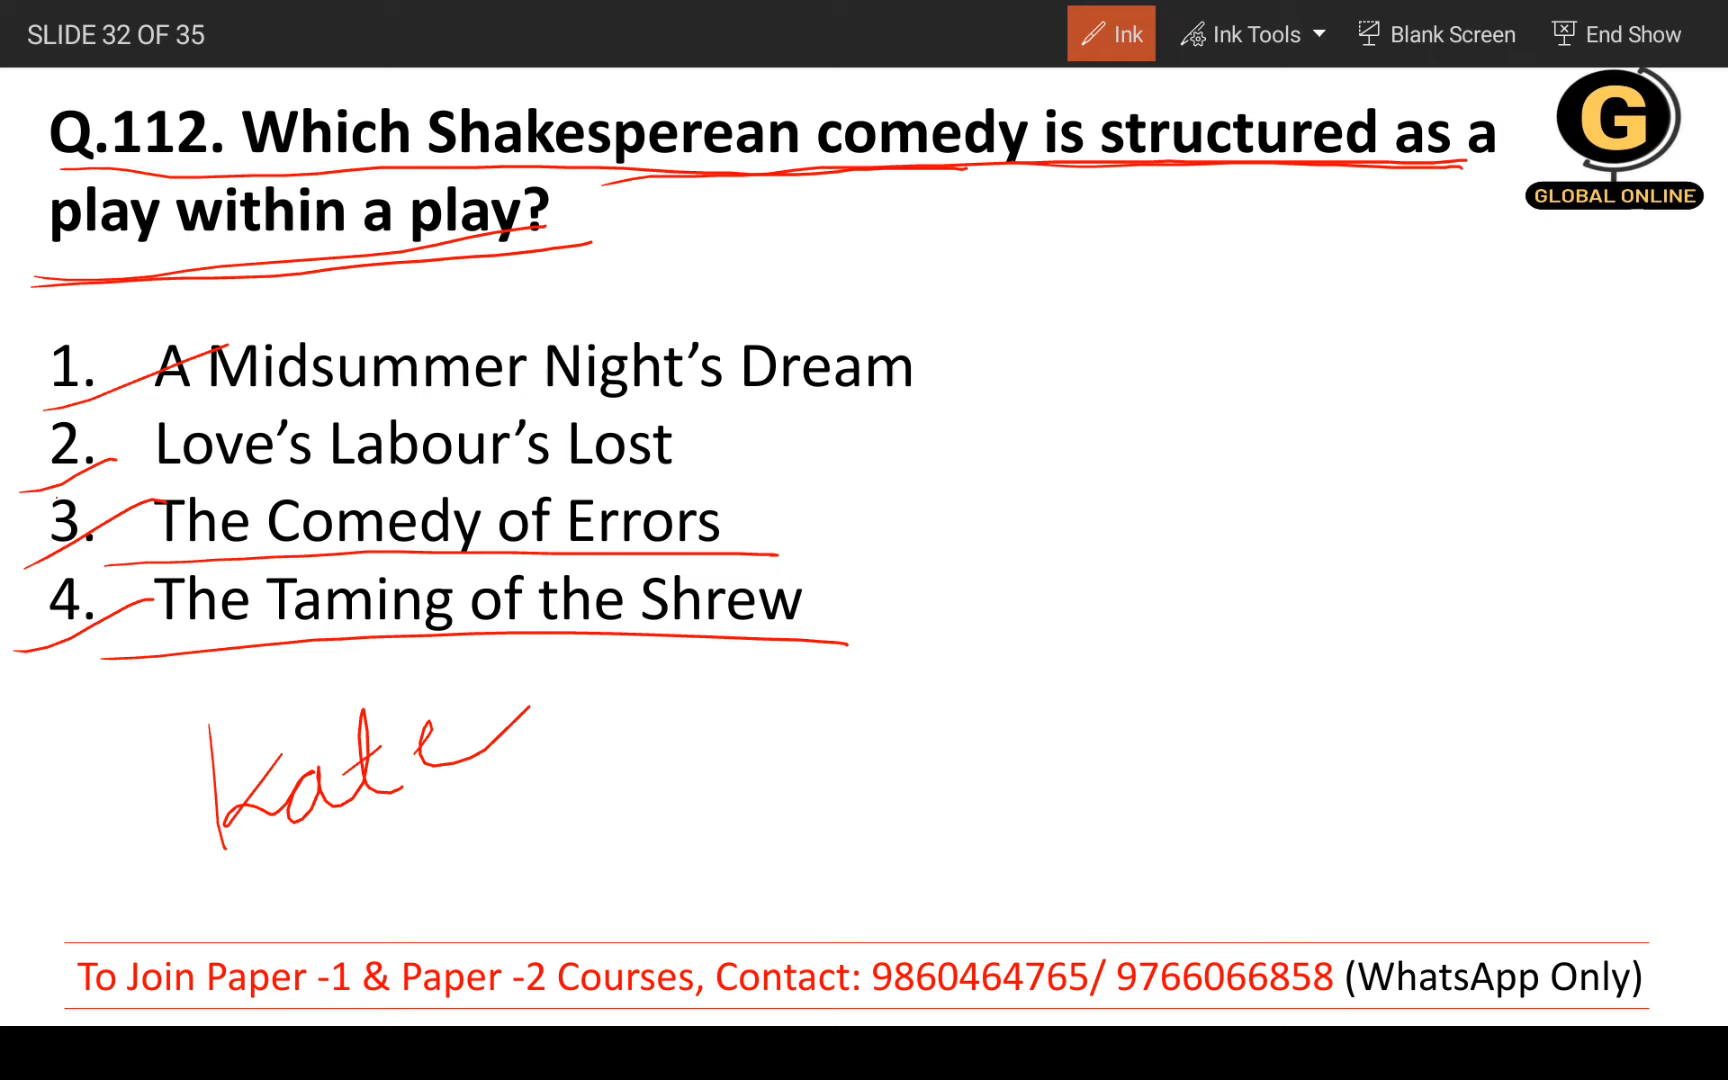 SLIDE 32 OF 35
Ink
Ink Tools
Blank Screen
End Show
G
GLOBAL ONLINE
Q.112. Which Shakesperean comedy is structured as a
play within a play?
1. A Midsummer Night's Dream
2. Love's Labour's Lost
3. The Comedy of Errors
4. The Taming of the Shrew
Kate
To Join Paper -1 & Paper -2 Courses, Contact: 9860464765/ 9766066858 (WhatsApp Only)